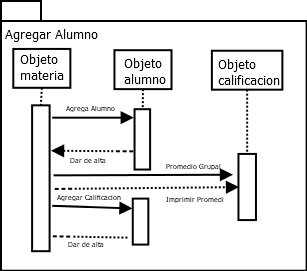 Agregar Alumno
Objeto
materia
Objeto
alumno
Objeto
calificacion
Agrega Alumno
Dar de alta
Promedio Grupal
Agregar Calificacion
Imprimir Promedi
Dar de alta